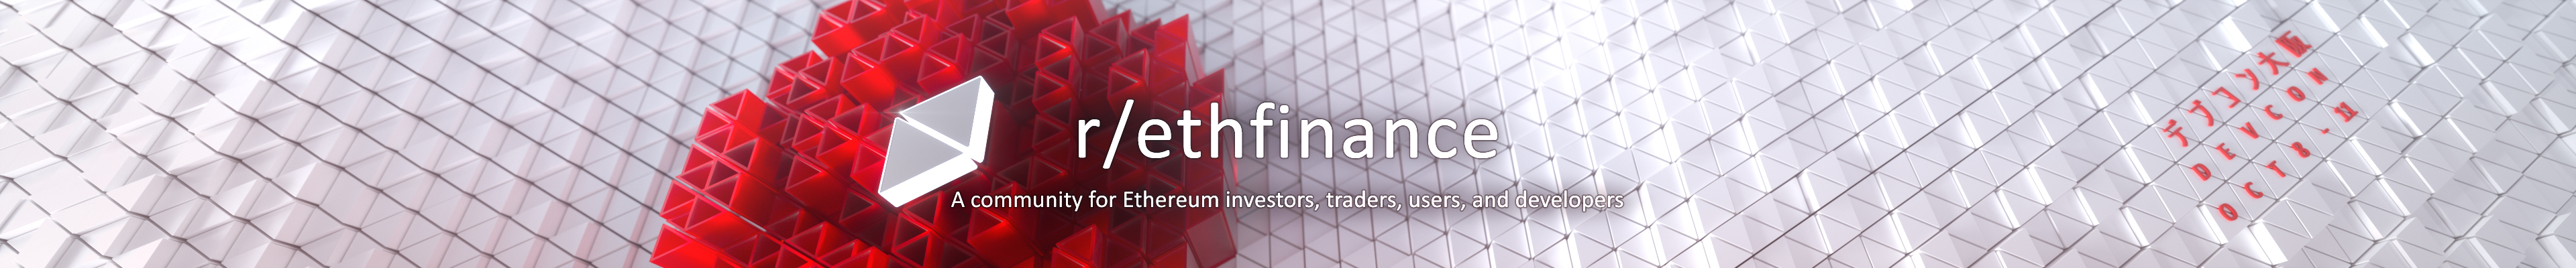 r/ethfinance
A community for Ethereum investors, traders, users, and developers
デブコン大阪
DEVCON
OCT 8 - 11